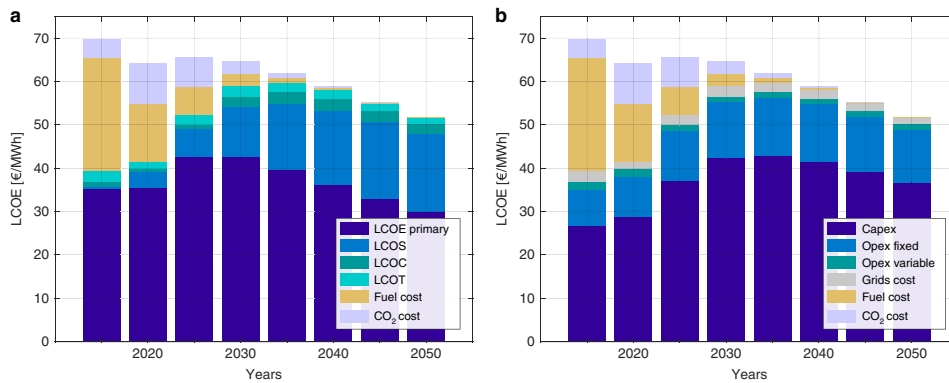 a
LCOE [€/MWh]
70
60
50
40
30
20
10
0
2020
2030
2040
2050
Years
LCOE primary
LCOS
LCOC
LCOT
Fuel cost
CO2 cost
b
LCOE [€/MWh]
70
60
50
40
30
20
10
0
2020
2030
2040
2050
Years
Capex
Opex fixed
Opex variable
Grids cost
Fuel cost
CO2 cost